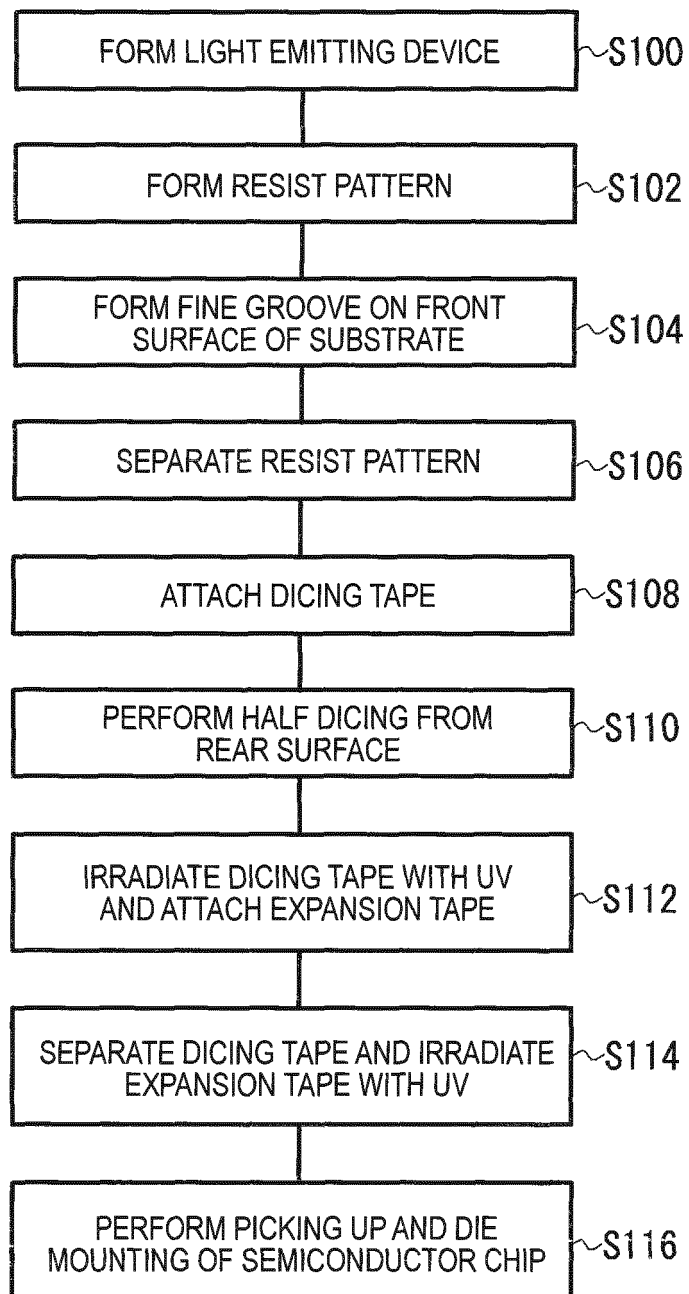 FORM LIGHT EMITTING DEVICE
S100
FORM RESIST PATTERN
S102
FORM FINE GROOVE ON FRONT
SURFACE OF SUBSTRATE
S104
SEPARATE RESIST PATTERN
S106
ATTACH DICING TAPE
S108
PERFORM HALF DICING FROM
REAR SURFACE
S110
IRRADIATE DICING TAPE WITH UV
AND ATTACH EXPANSION TAPE
S112
SEPARATE DICING TAPE AND IRRADIATE
EXPANSION TAPE WITH UV
S114
PERFORM PICKING UP AND DIE
MOUNTING OF SEMICONDUCTOR CHIP
S116